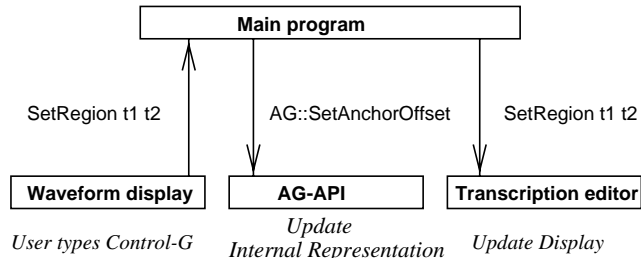 Main program
SetRegion t1 t2
AG::SetAnchorOffset
SetRegion t1 t2
Waveform display
AG-API
Transcription editor
User types Control-G
Update
Internal Representation
Update Display